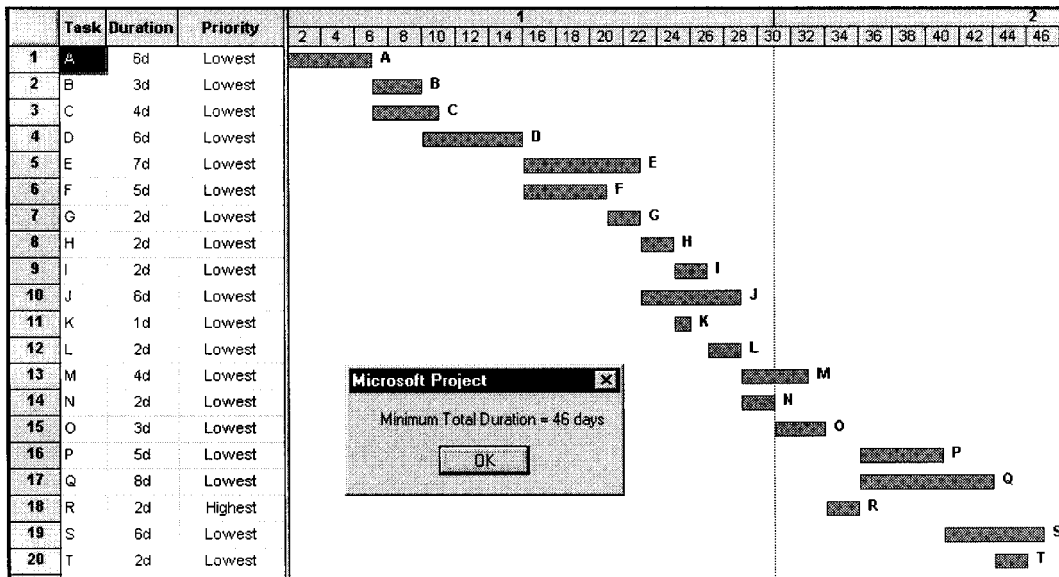 1 2
Task Duration Priority 2 4 6 8 10 12 14 16 18 20 22 24 26 28 30 32 34 36 38 40 42 44 46
1 A 6d Lowest A
2 B 3d Lowest B
3 C 4d Lowest C
4 D 6d Lowest D
5 E 7d Lowest E
6 F 5d Lowest F
7 G 2d Lowest G
8 H 2d Lowest H
9 I 2d Lowest I
10 J 6d Lowest J
11 K 1d Lowest K
12 L 2d Lowest L
13 M 4d Lowest M
14 N 2d Lowest N
15 O 3d Lowest O
16 P 5d Lowest P
17 Q 8d Lowest Q
18 R 2d Highest R
19 S 6d Lowest S
20 T 2d Lowest T
Microsoft Project
Minimum Total Duration = 46 days
OK